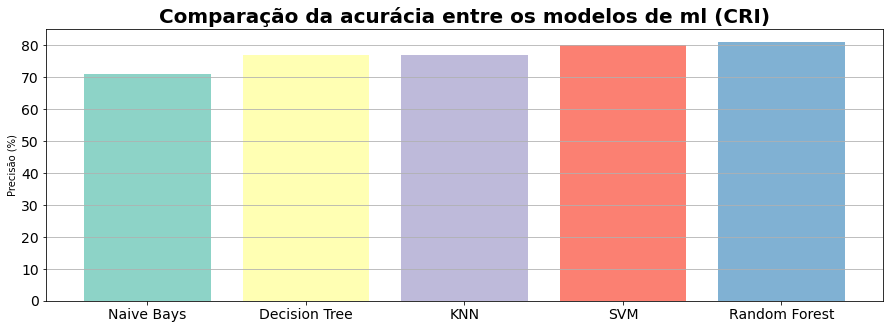 Comparação da acurácia entre os modelos de ml (CRI)
Precisão (%)
80
70
60
50
40
30
20
10
0
Naive Bays
Decision Tree
KNN
SVM
Random Forest